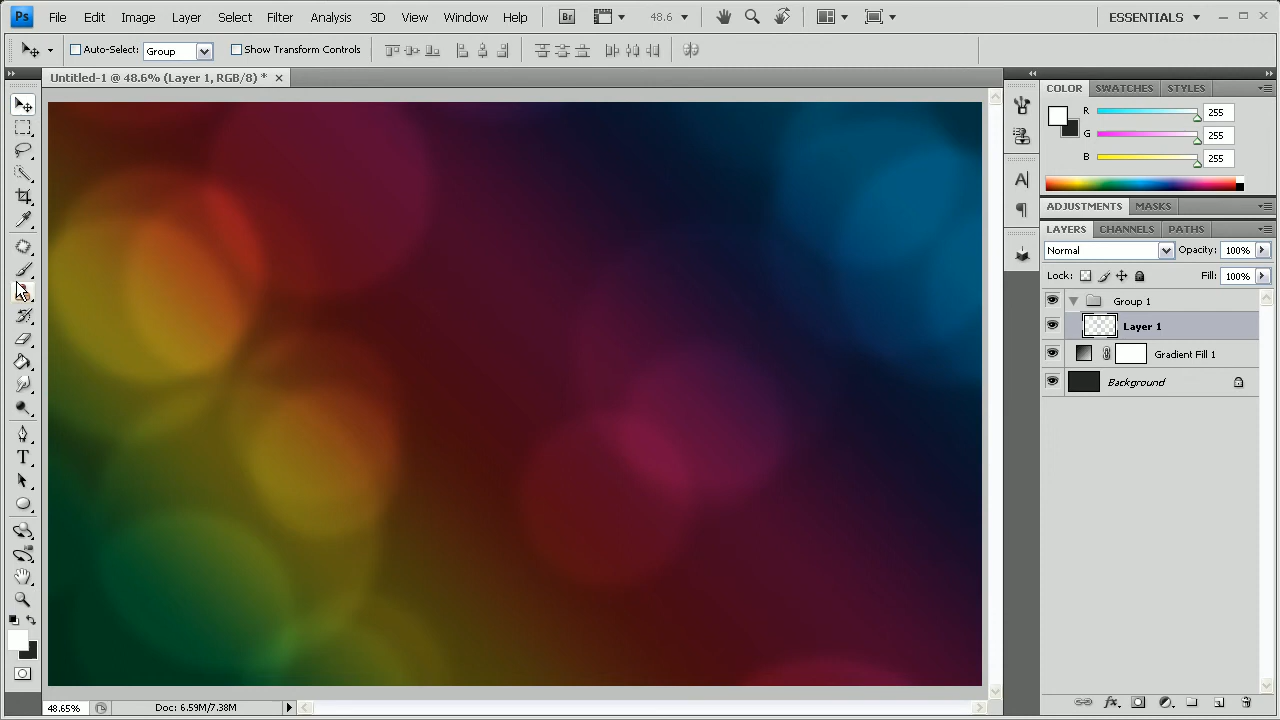 Ps File Edit Image Layer Select Filter Analysis 3D View Window Help Br 48.6 ESSENTIALS
Auto-Select: Group Show Transform Controls
Untitled-1 @ 48.6% (Layer 1, RGB/8) *
COLOR SWATCHES STYLES
R 255
G 255
B 255
ADJUSTMENTS MASKS
LAYERS CHANNELS PATHS
Normal Opacity: 100%
Lock: Fill: 100%
Group 1
Layer 1
Gradient Fill 1
Background
T
A
fx
48.65% Doc: 6.59M/7.38M